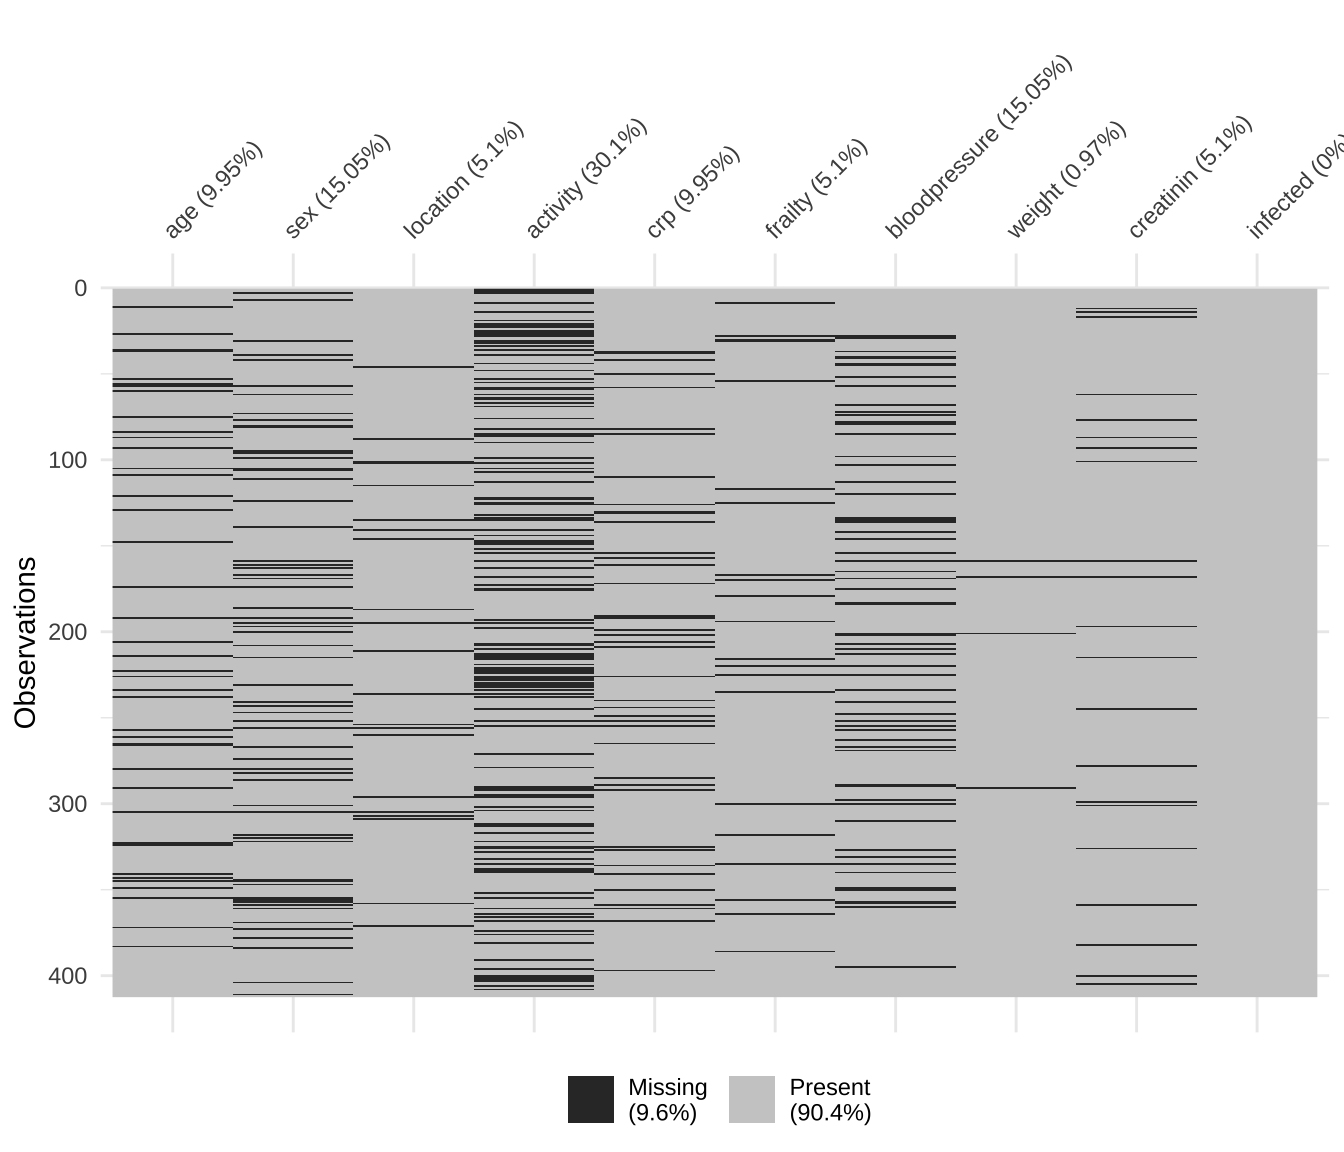 age (9.95%)
sex (15.05%)
location (5.1%)
activity (30.1%)
crp (9.95%)
frailty (5.1%)
bloodpressure (15.05%)
weight (0.97%)
creatinin (5.1%)
infected (0%
Observations
0
100
200
300
400
Missing
(9.6%)
Present
(90.4%)